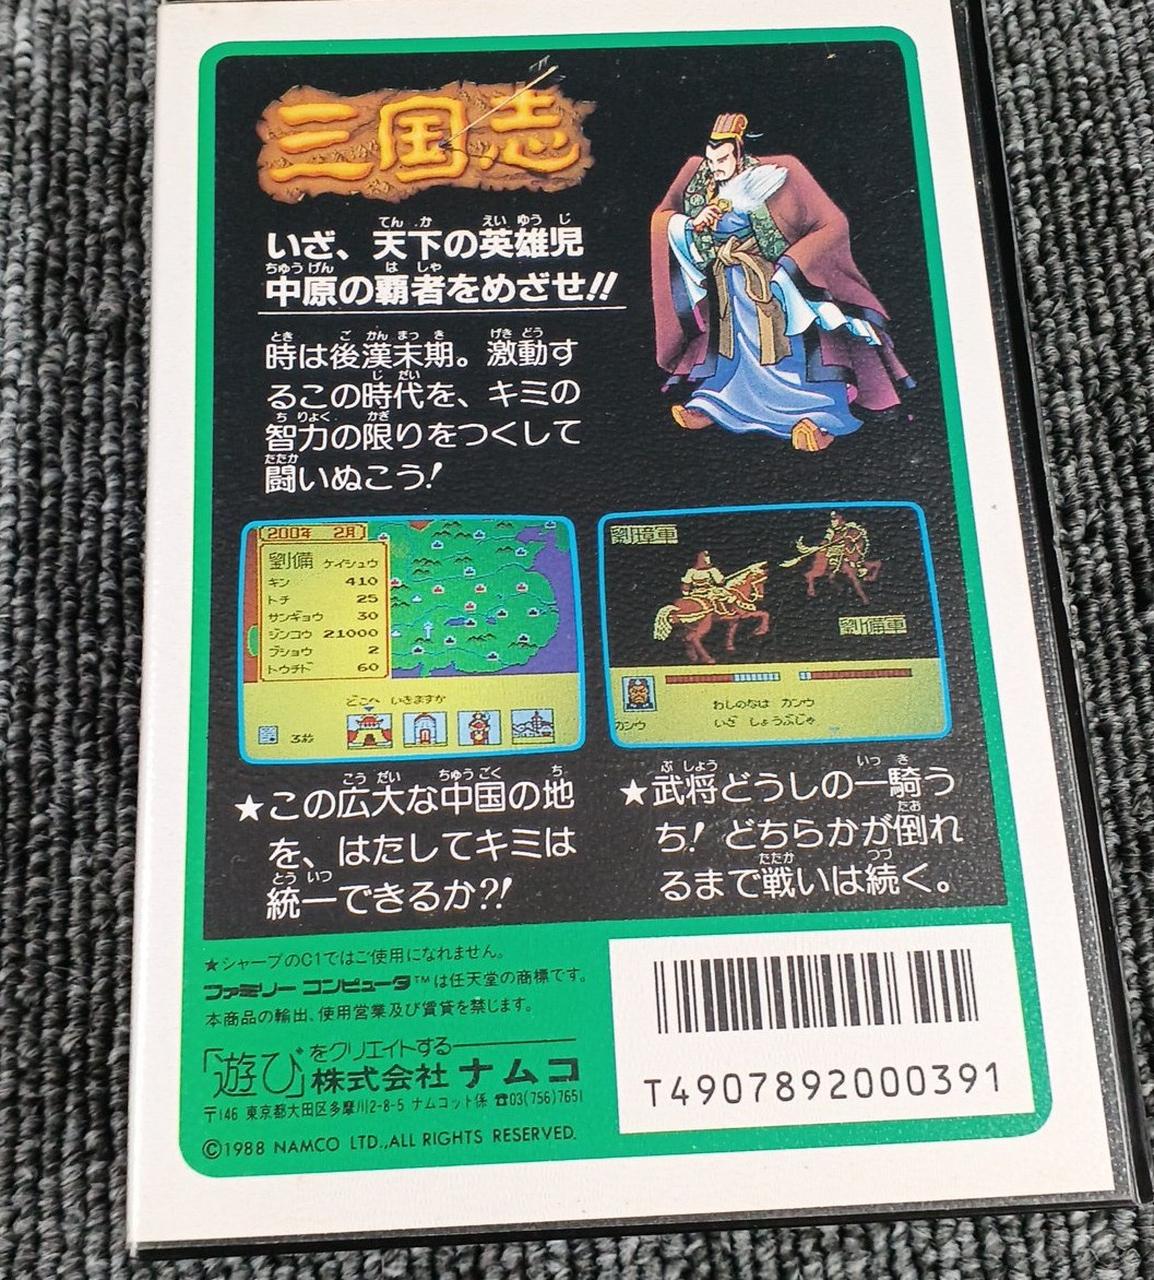 三国志
いざ、天下の英雄児
中原の覇者をめざせ!!
時は後漢末期。激動す
るこの時代を、キミの
智力の限りをつくして
闘いぬこう!
200年 2月
劉備 ケイシュウ
キン 410
トチ 25
サンギョウ 30
ジンコウ 21000
ブショウ 2
トウチド 60
どこへ いきますか
劉璋軍
劉備軍
わしのなは カンウ
いざ しょうぶじゃ
カンウ
★この広大な中国の地
を、はたしてキミは
統一できるか?!
★武将どうしの一騎う
ち! どちらかが倒れ
るまで戦いは続く。
★シャープのC1ではご使用になれません。
ファミリーコンピュータ™は任天堂の商標です。
本商品の輸出、使用営業及び賃貸を禁じます。
「遊び」をクリエイトする
株式会社ナムコ
〒146 東京都大田区多摩川2-8-5 ナムコット係 ☎03(756)7651
©1988 NAMCO LTD.,ALL RIGHTS RESERVED.
T4907892000391